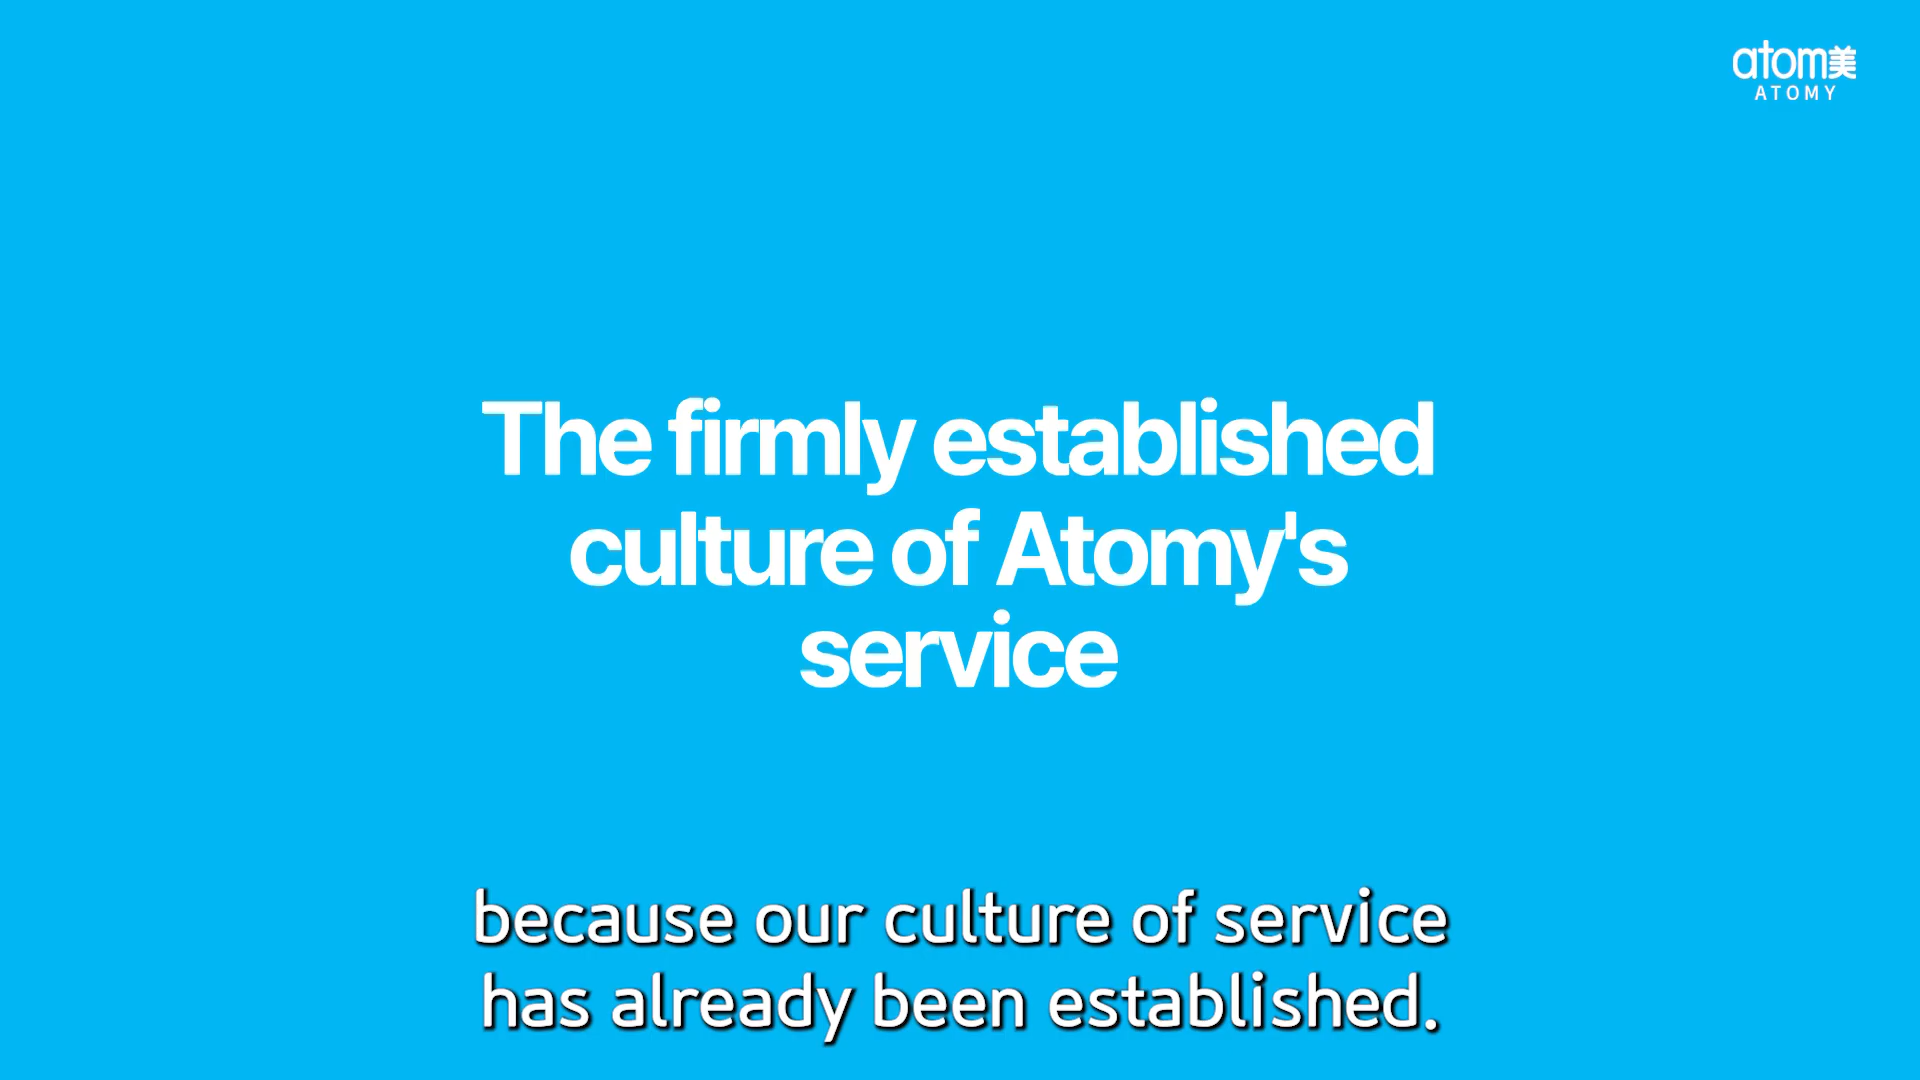 atom美
ATOMY
The firmly established
culture of Atomy's
service
because our culture of service
has already been established.